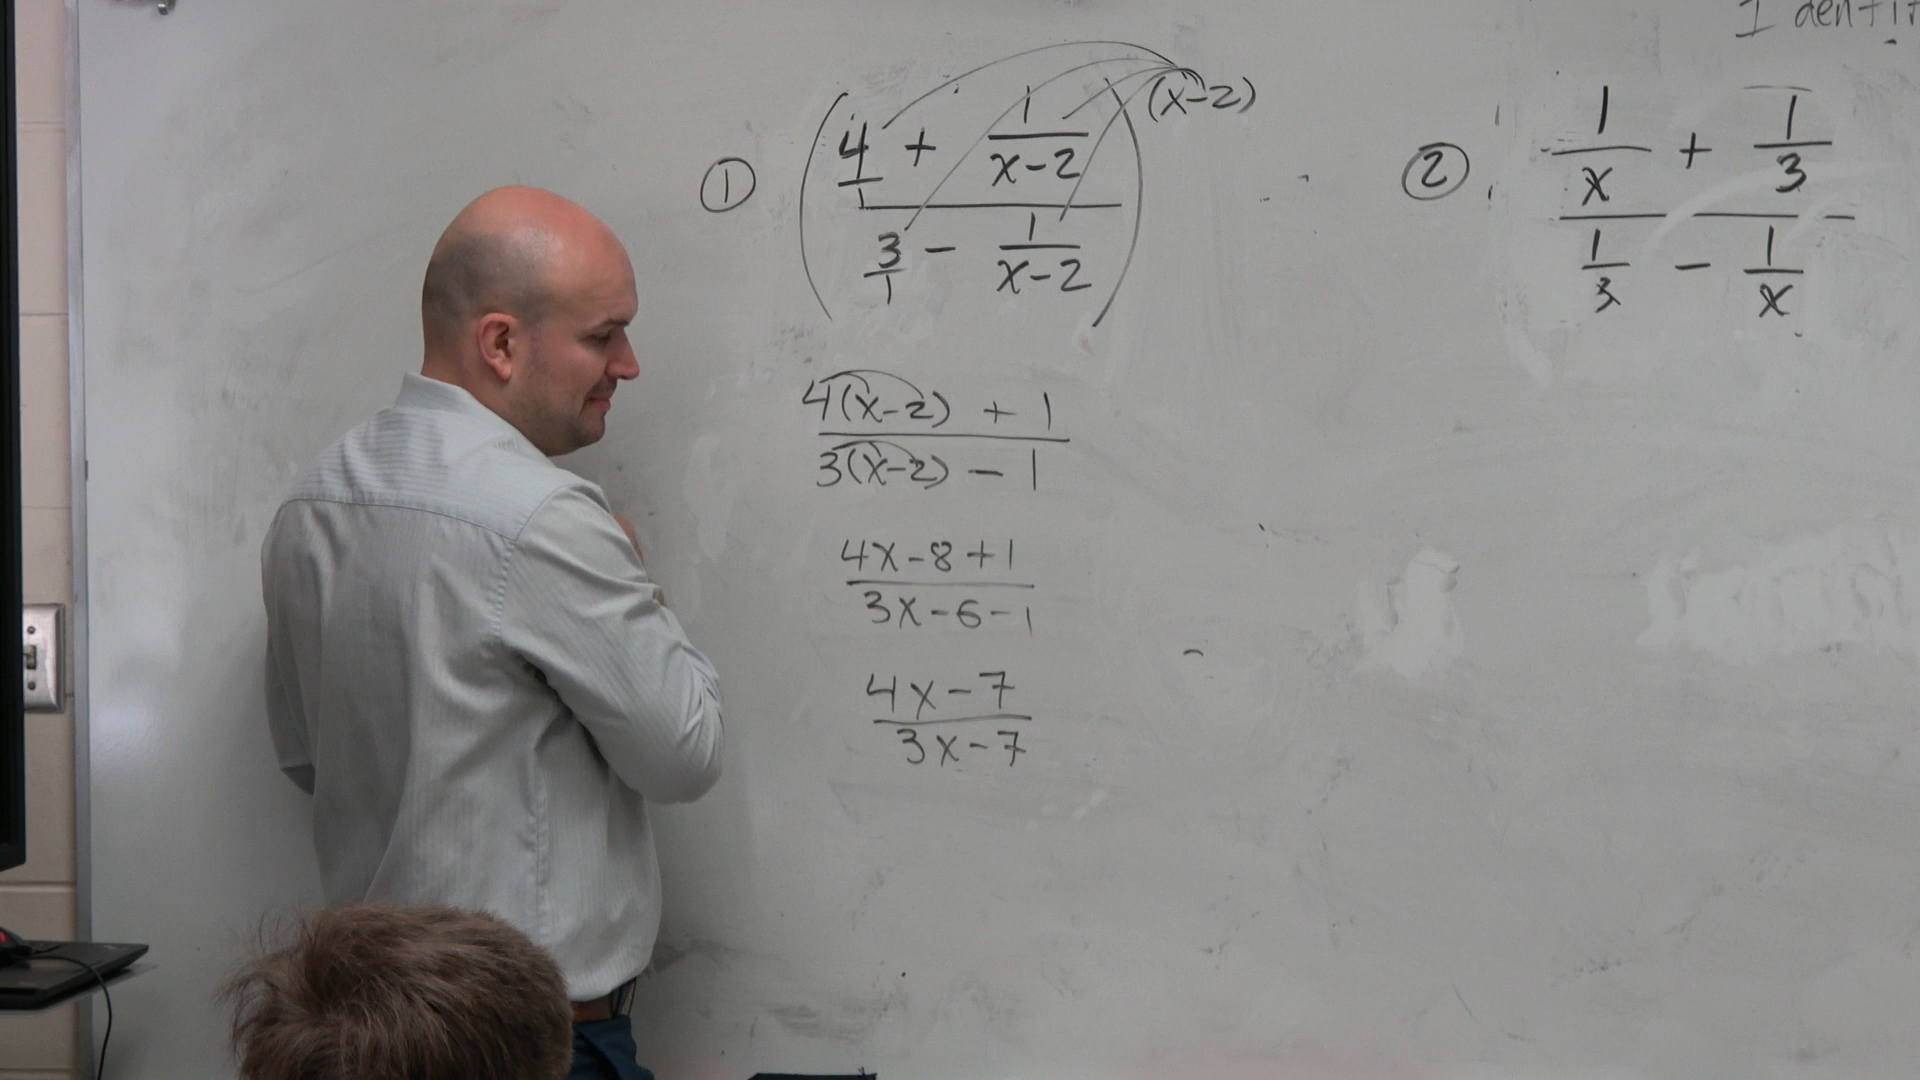 Identi
① (4/1 + 1/(x-2)) (x-2)
3/1 - 1/(x-2)
4(x-2) + 1
3(x-2) - 1
4x-8+1
3x-6-1
4x-7
3x-7
② 1/x + 1/3
1/3 - 1/x